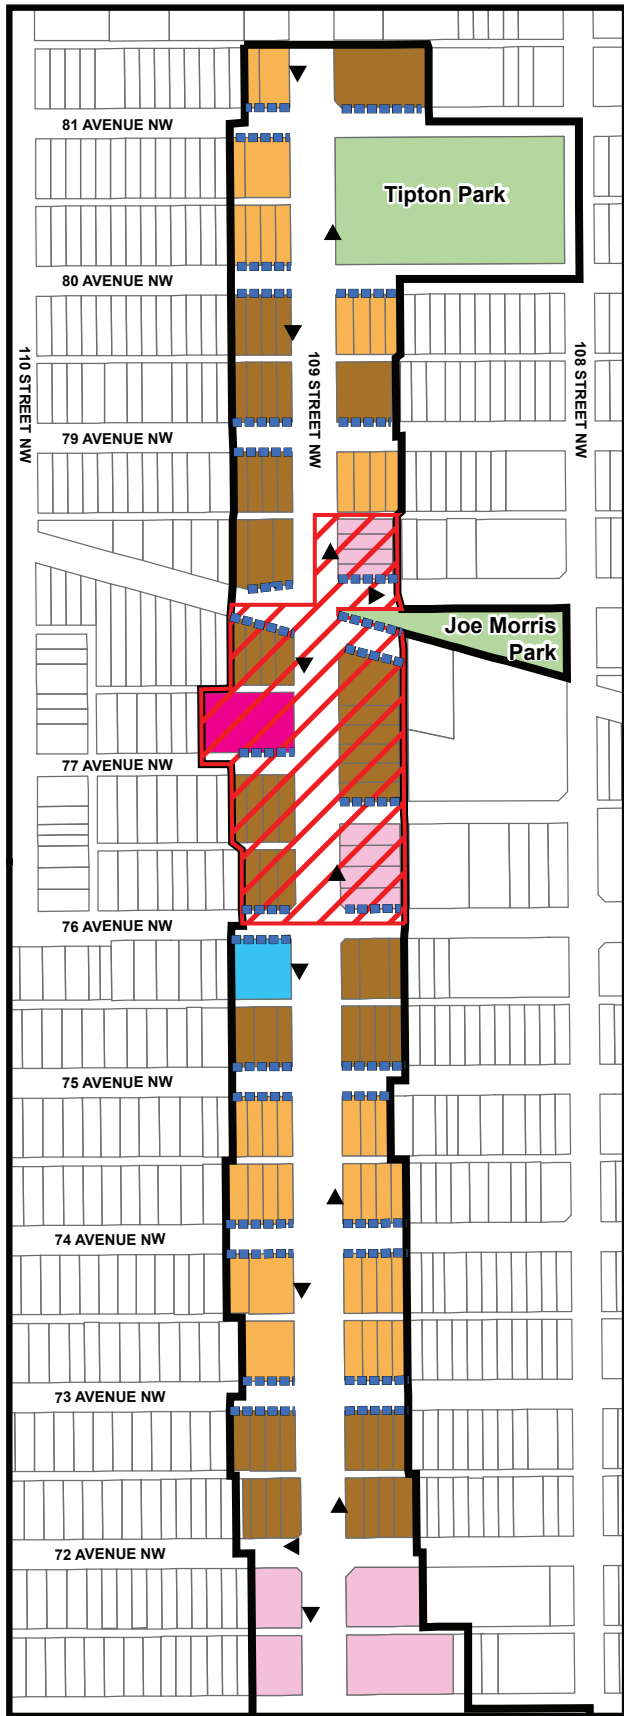 81 AVENUE NW
Tipton Park
80 AVENUE NW
110 STREET NW
109 STREET NW
108 STREET NW
79 AVENUE NW
Joe Morris
Park
77 AVENUE NW
76 AVENUE NW
75 AVENUE NW
74 AVENUE NW
73 AVENUE NW
72 AVENUE NW